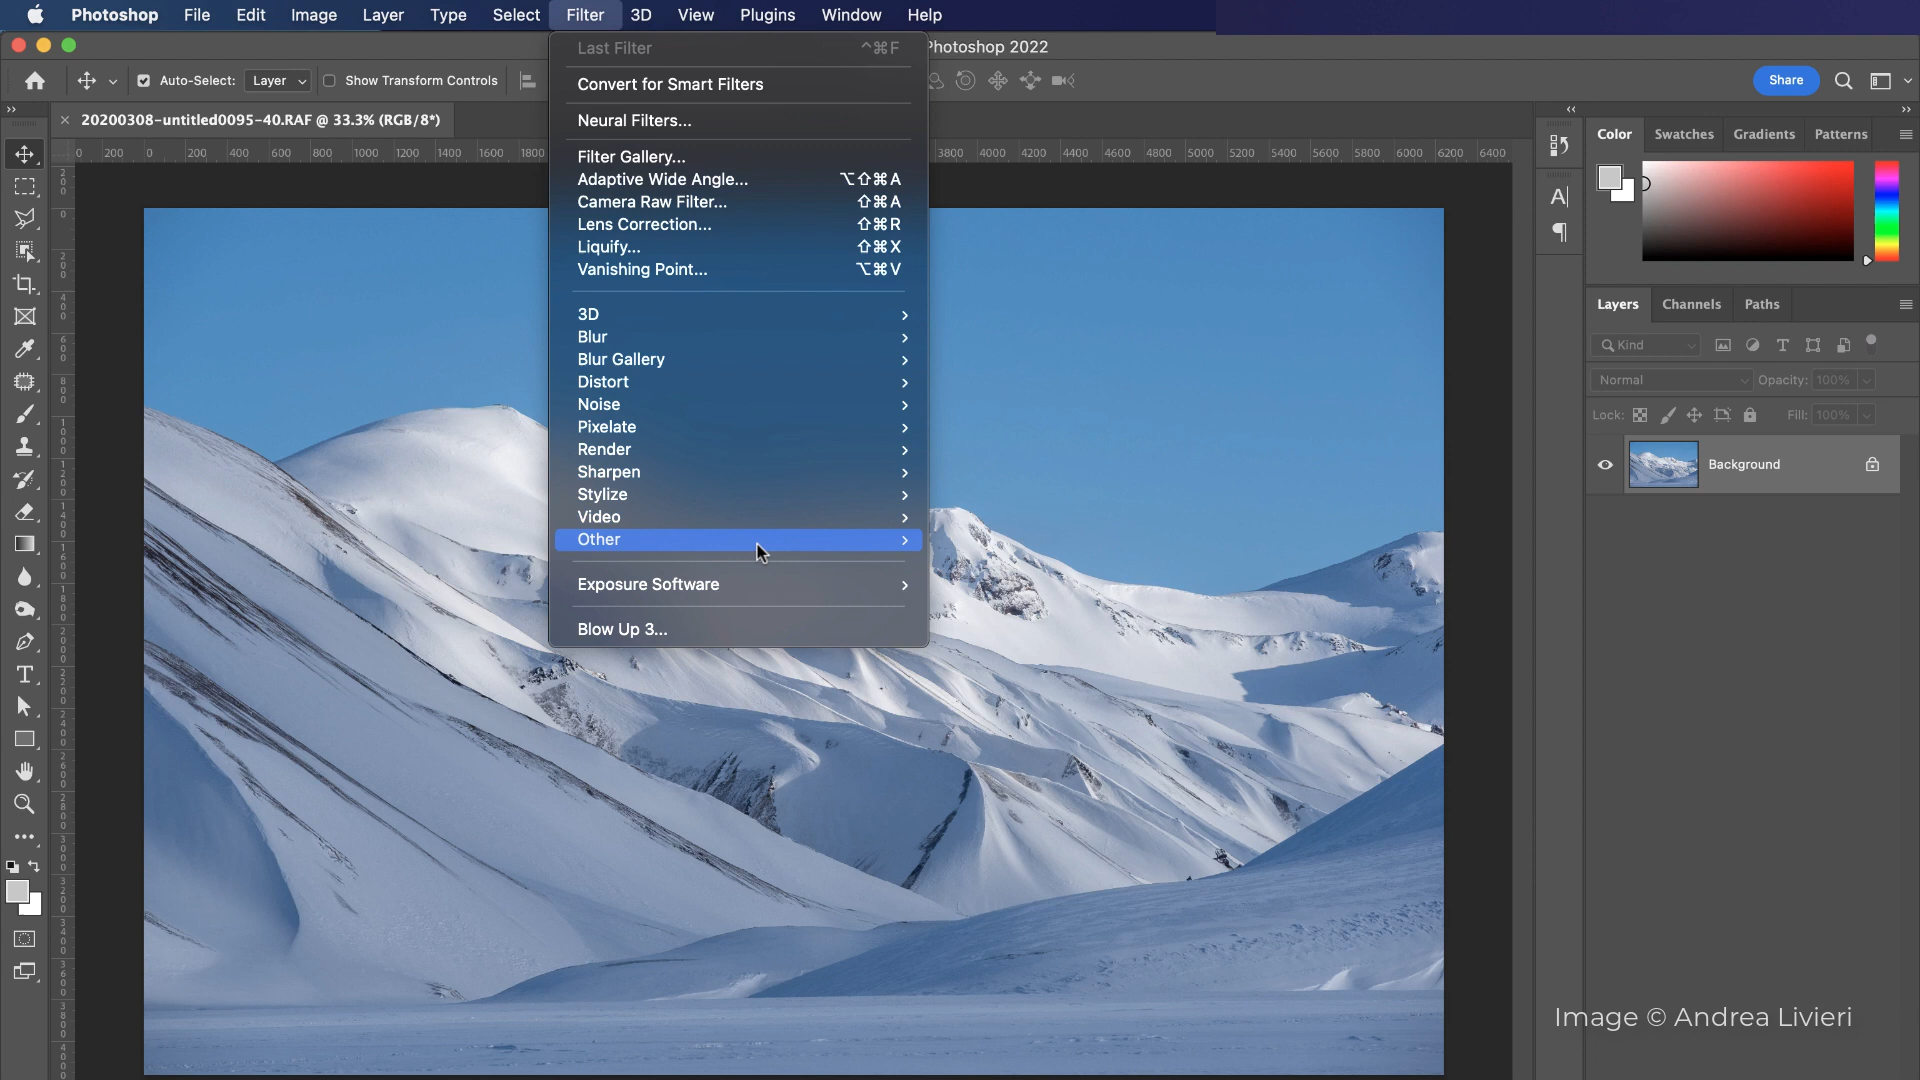 Photoshop File Edit Image Layer Type Select Filter 3D View Plugins Window Help
Photoshop 2022
Auto-Select: Layer Show Transform Controls
Share
20200308-untitled0095-40.RAF @ 33.3% (RGB/8*)
0 200 0 200 400 600 800 1000 1200 1400 1600 1800 3800 4000 4200 4400 4600 4800 5000 5200 5400 5600 5800 6000 6200 6400
Last Filter ^⌘F
Convert for Smart Filters
Neural Filters...
Filter Gallery...
Adaptive Wide Angle... ⌥⇧⌘A
Camera Raw Filter... ⇧⌘A
Lens Correction... ⇧⌘R
Liquify... ⇧⌘X
Vanishing Point... ⌥⌘V
3D
Blur
Blur Gallery
Distort
Noise
Pixelate
Render
Sharpen
Stylize
Video
Other
Exposure Software
Blow Up 3...
Color Swatches Gradients Patterns
Layers Channels Paths
Kind
Normal Opacity: 100%
Lock: Fill: 100%
Background
Image © Andrea Livieri